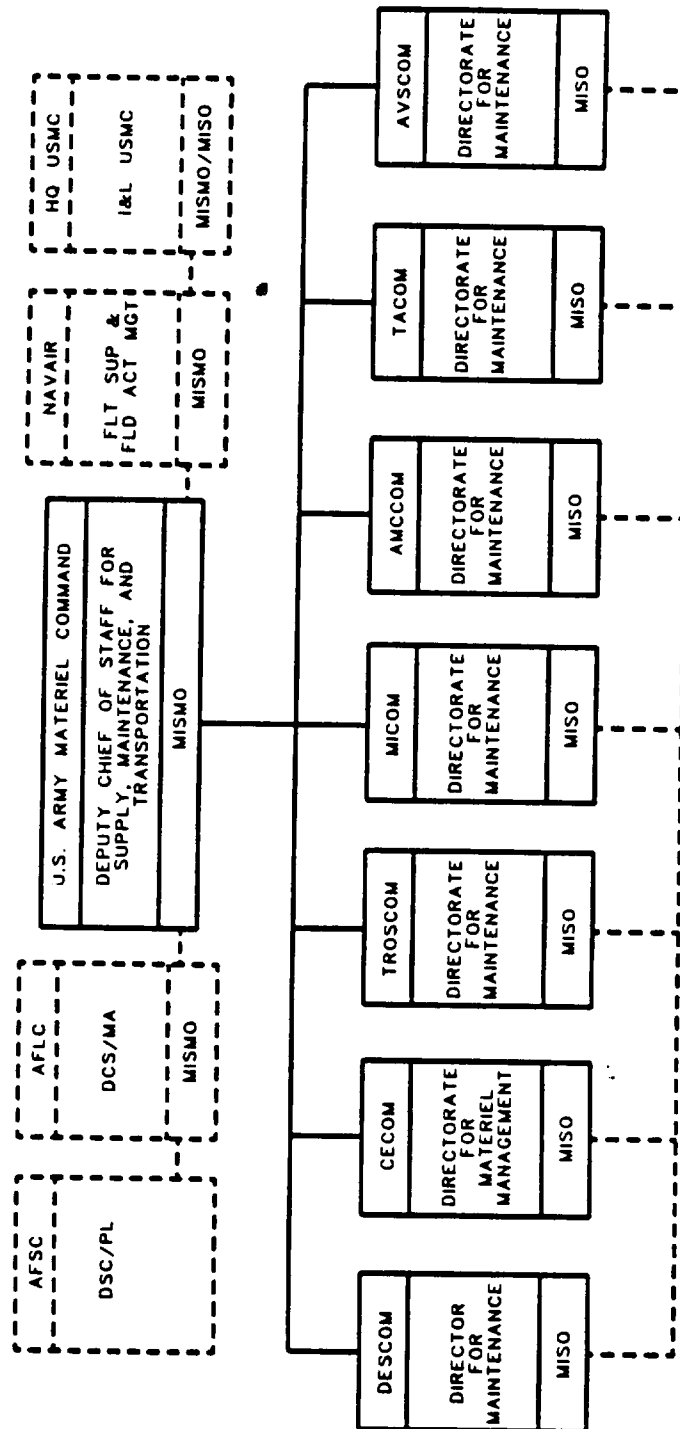 AFSC
DSC/PL
AFLC
DCS/MA
MISMO
U.S. ARMY MATERIEL COMMAND
DEPUTY CHIEF OF STAFF FOR
SUPPLY, MAINTENANCE, AND
TRANSPORTATION
MISMO
NAVAIR
FLT SUP &
FLD ACT MGT
MISMO
HQ USMC
I&L USMC
MISMO/MISO
DESCOM
DIRECTOR
FOR
MAINTENANCE
MISO
CECOM
DIRECTORATE
FOR
MATERIEL
MANAGEMENT
MISO
TROSCOM
DIRECTORATE
FOR
MAINTENANCE
MISO
MICOM
DIRECTORATE
FOR
MAINTENANCE
MISO
AMCCOM
DIRECTORATE
FOR
MAINTENANCE
MISO
TACOM
DIRECTORATE
FOR
MAINTENANCE
MISO
AVSCOM
DIRECTORATE
FOR
MAINTENANCE
MISO